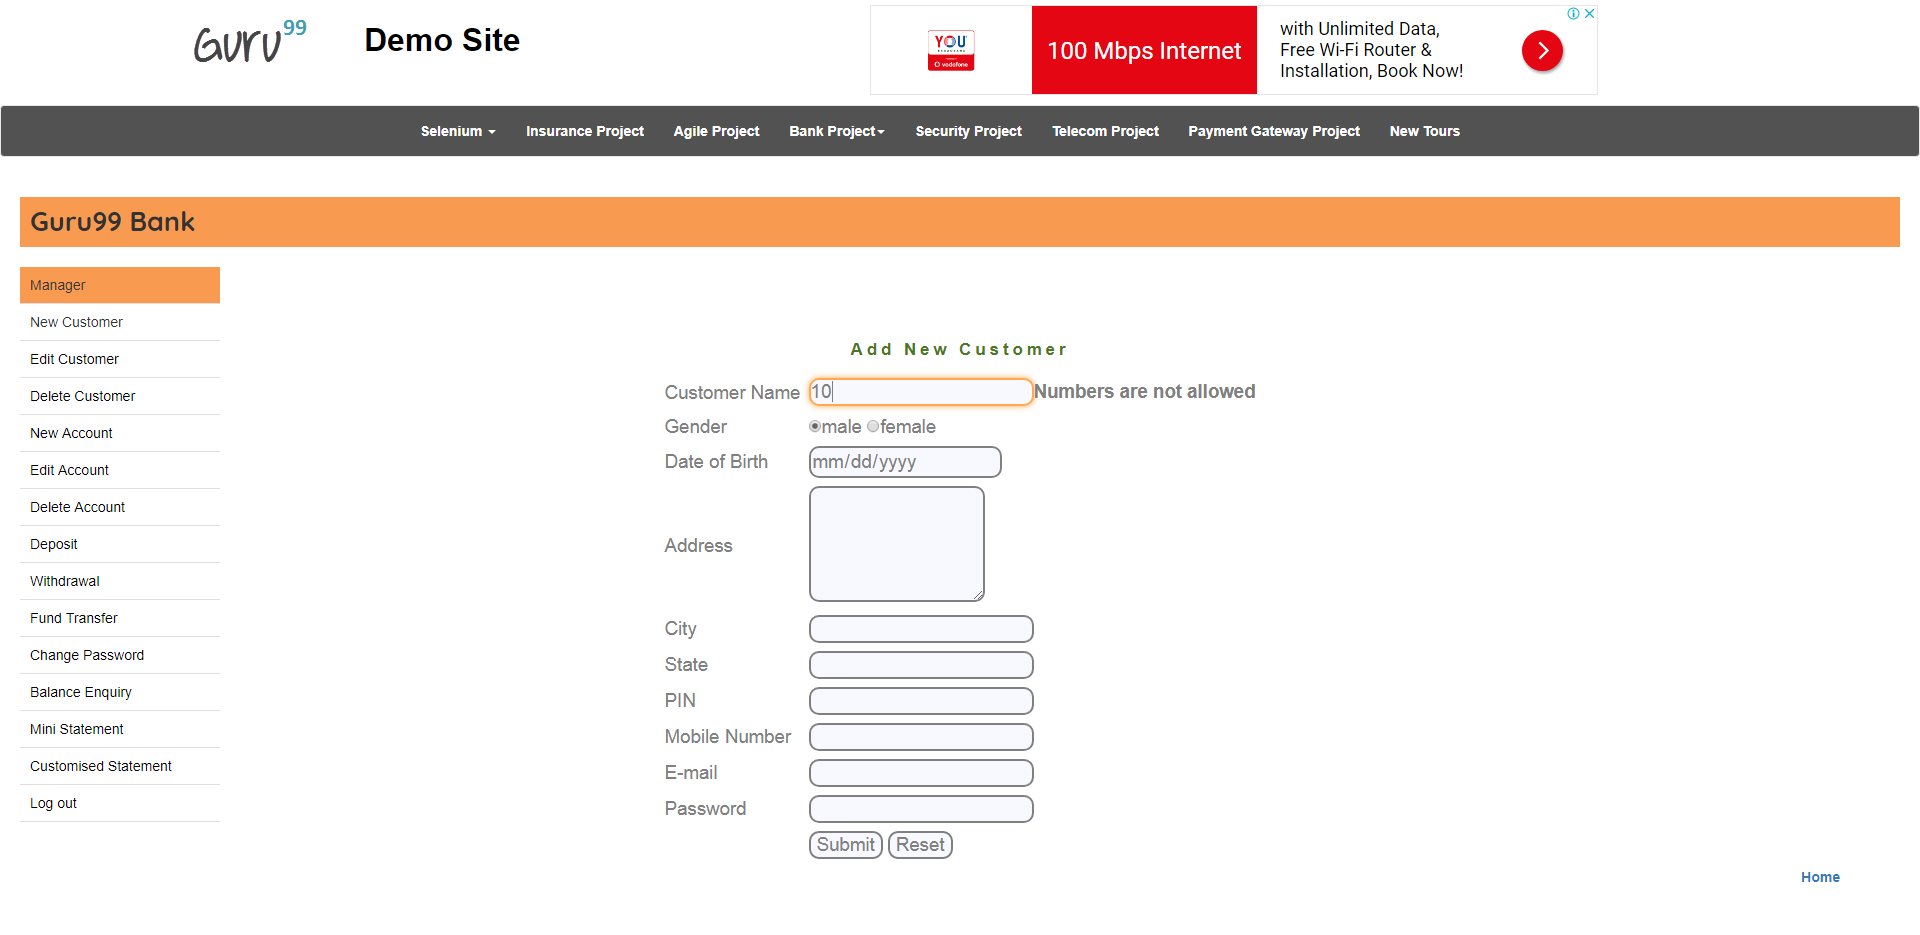 Guru99
Demo Site
YOU
BROADBAND
vodafone
100 Mbps Internet
with Unlimited Data,
Free Wi-Fi Router &
Installation, Book Now!
Selenium Insurance Project Agile Project Bank Project Security Project Telecom Project Payment Gateway Project New Tours
Guru99 Bank
Manager
New Customer
Edit Customer
Delete Customer
New Account
Edit Account
Delete Account
Deposit
Withdrawal
Fund Transfer
Change Password
Balance Enquiry
Mini Statement
Customised Statement
Log out
Add New Customer
Customer Name 10 Numbers are not allowed
Gender male female
Date of Birth mm/dd/yyyy
Address
City
State
PIN
Mobile Number
E-mail
Password
Submit Reset
Home